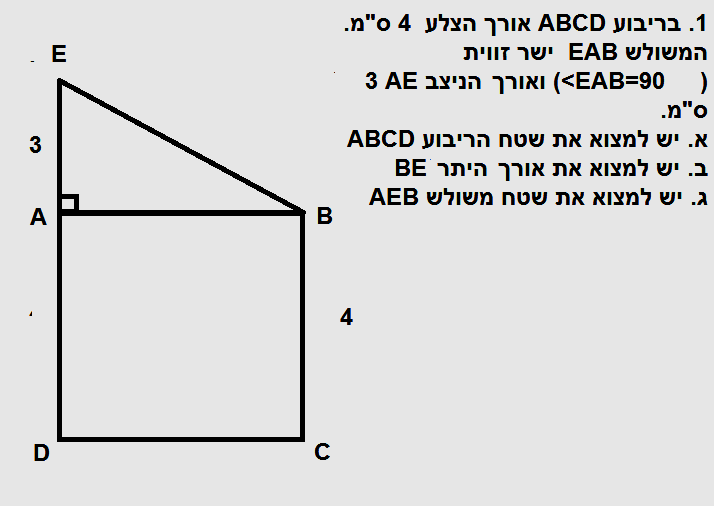 1. בריבוע ABCD אורך הצלע 4 ס"מ.
המשולש EAB ישר זווית
(<EAB=90 ) ואורך הניצב AE 3
ס"מ.
א. יש למצוא את שטח הריבוע ABCD
ב. יש למצוא את אורך היתר BE
ג. יש למצוא את שטח משולש AEB
E
3
A
B
4
D
C